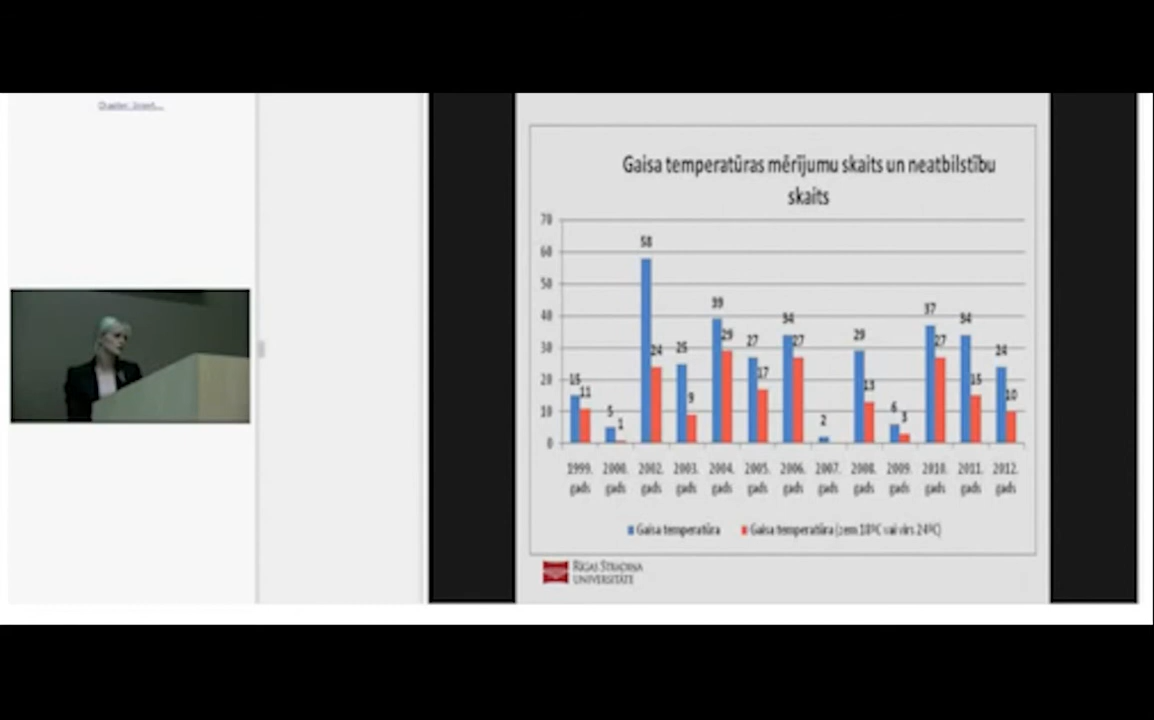 Gaisa temperatūras mērījumu skaits un neatbilstību
skaits
70
60
50
40
30
20
10
0
15 11 5 1 58 24 25 9 39 29 27 17 34 27 2 29 13 6 3 37 27 34 15 24 10
1999. 2000. 2002. 2003. 2004. 2005. 2006. 2007. 2008. 2009. 2010. 2011. 2012.
gads gads gads gads gads gads gads gads gads gads gads gads gads
Gaisa temperatūra Gaisa temperatūra (zem 18°C vai virs 24°C)
RĪGAS STRADIŅA
UNIVERSITĀTE